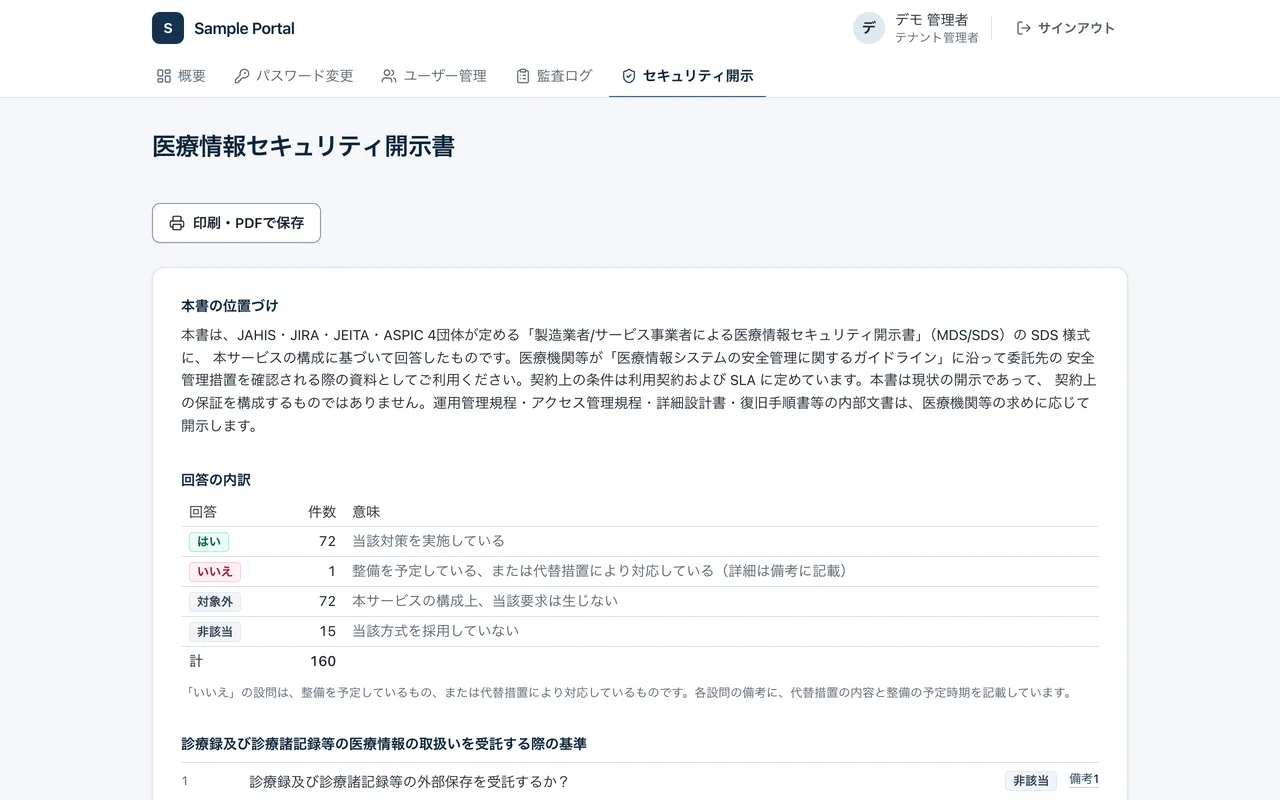 S Sample Portal
デ デモ 管理者
テナント管理者
サインアウト
概要 パスワード変更 ユーザー管理 監査ログ セキュリティ開示
医療情報セキュリティ開示書
印刷・PDFで保存
本書の位置づけ
本書は、JAHIS・JIRA・JEITA・ASPIC 4団体が定める「製造業者/サービス事業者による医療情報セキュリティ開示書」（MDS/SDS）の SDS 様式
に、 本サービスの構成に基づいて回答したものです。医療機関等が「医療情報システムの安全管理に関するガイドライン」に沿って委託先の 安全
管理措置を確認される際の資料としてご利用ください。契約上の条件は利用契約および SLA に定めています。本書は現状の開示であって、 契約上
の保証を構成するものではありません。運用管理規程・アクセス管理規程・詳細設計書・復旧手順書等の内部文書は、医療機関等の求めに応じて
開示します。
回答の内訳
回答 件数 意味
はい 72 当該対策を実施している
いいえ 1 整備を予定している、または代替措置により対応している（詳細は備考に記載）
対象外 72 本サービスの構成上、当該要求は生じない
非該当 15 当該方式を採用していない
計 160
「いいえ」の設問は、整備を予定しているもの、または代替措置により対応しているものです。各設問の備考に、代替措置の内容と整備の予定時期を記載しています。
診療録及び診療諸記録等の医療情報の取扱いを受託する際の基準
1 診療録及び診療諸記録等の外部保存を受託するか？ 非該当 備考1